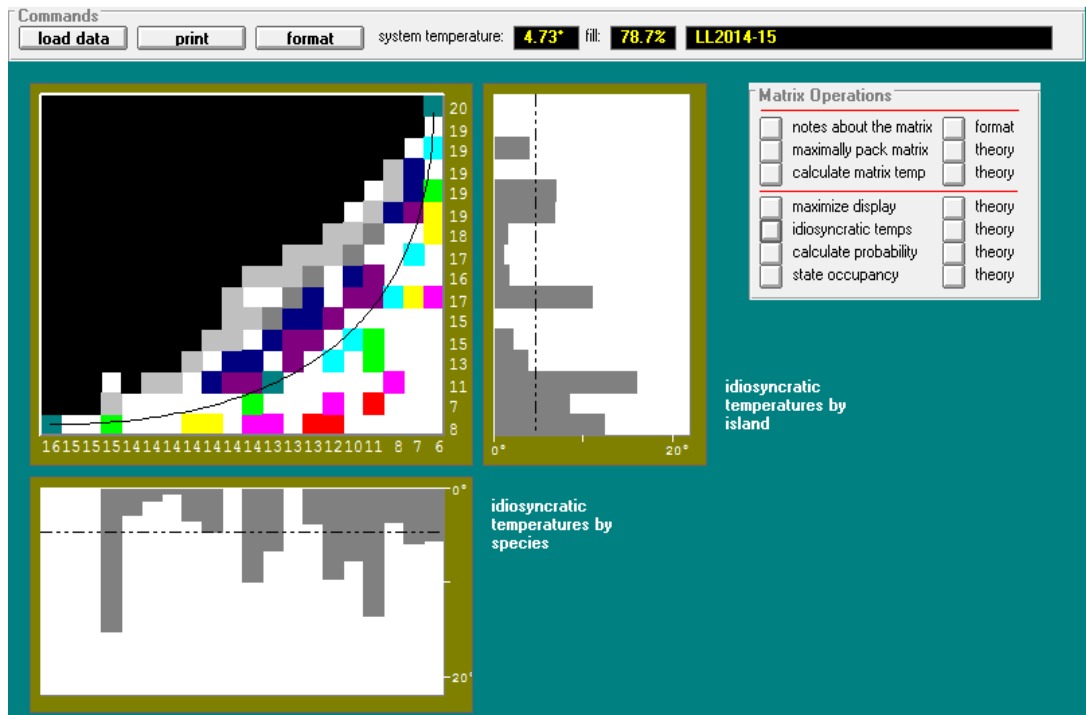 Commands
load data print format system temperature: 4.73° fill: 78.7% LL2014-15
20
19
19
19
19
19
18
17
16
17
15
15
13
11
7
8
16 15 15 15 14 14 14 14 14 14 14 13 13 13 12 10 11 8 7 6
0° 20°
idiosyncratic
temperatures by
island
Matrix Operations
notes about the matrix format
maximally pack matrix theory
calculate matrix temp theory
maximize display theory
idiosyncratic temps theory
calculate probability theory
state occupancy theory
0°
20°
idiosyncratic
temperatures by
species